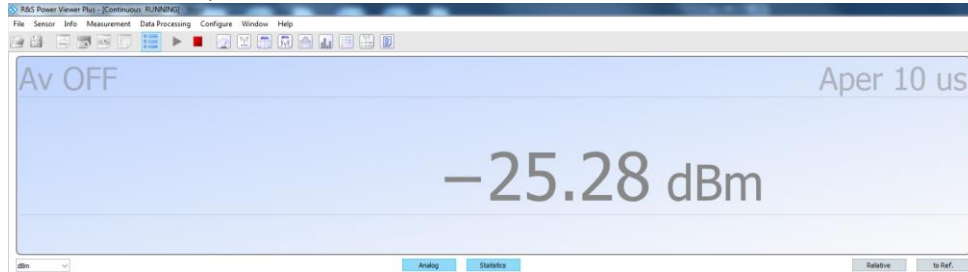 R&S Power Viewer Plus - [Continuous RUNNING]
File Sensor Info Measurement Data Processing Configure Window Help
Av OFF Aper 10 us
−25.28 dBm
dBm Analog Statistics Relative to Ref.